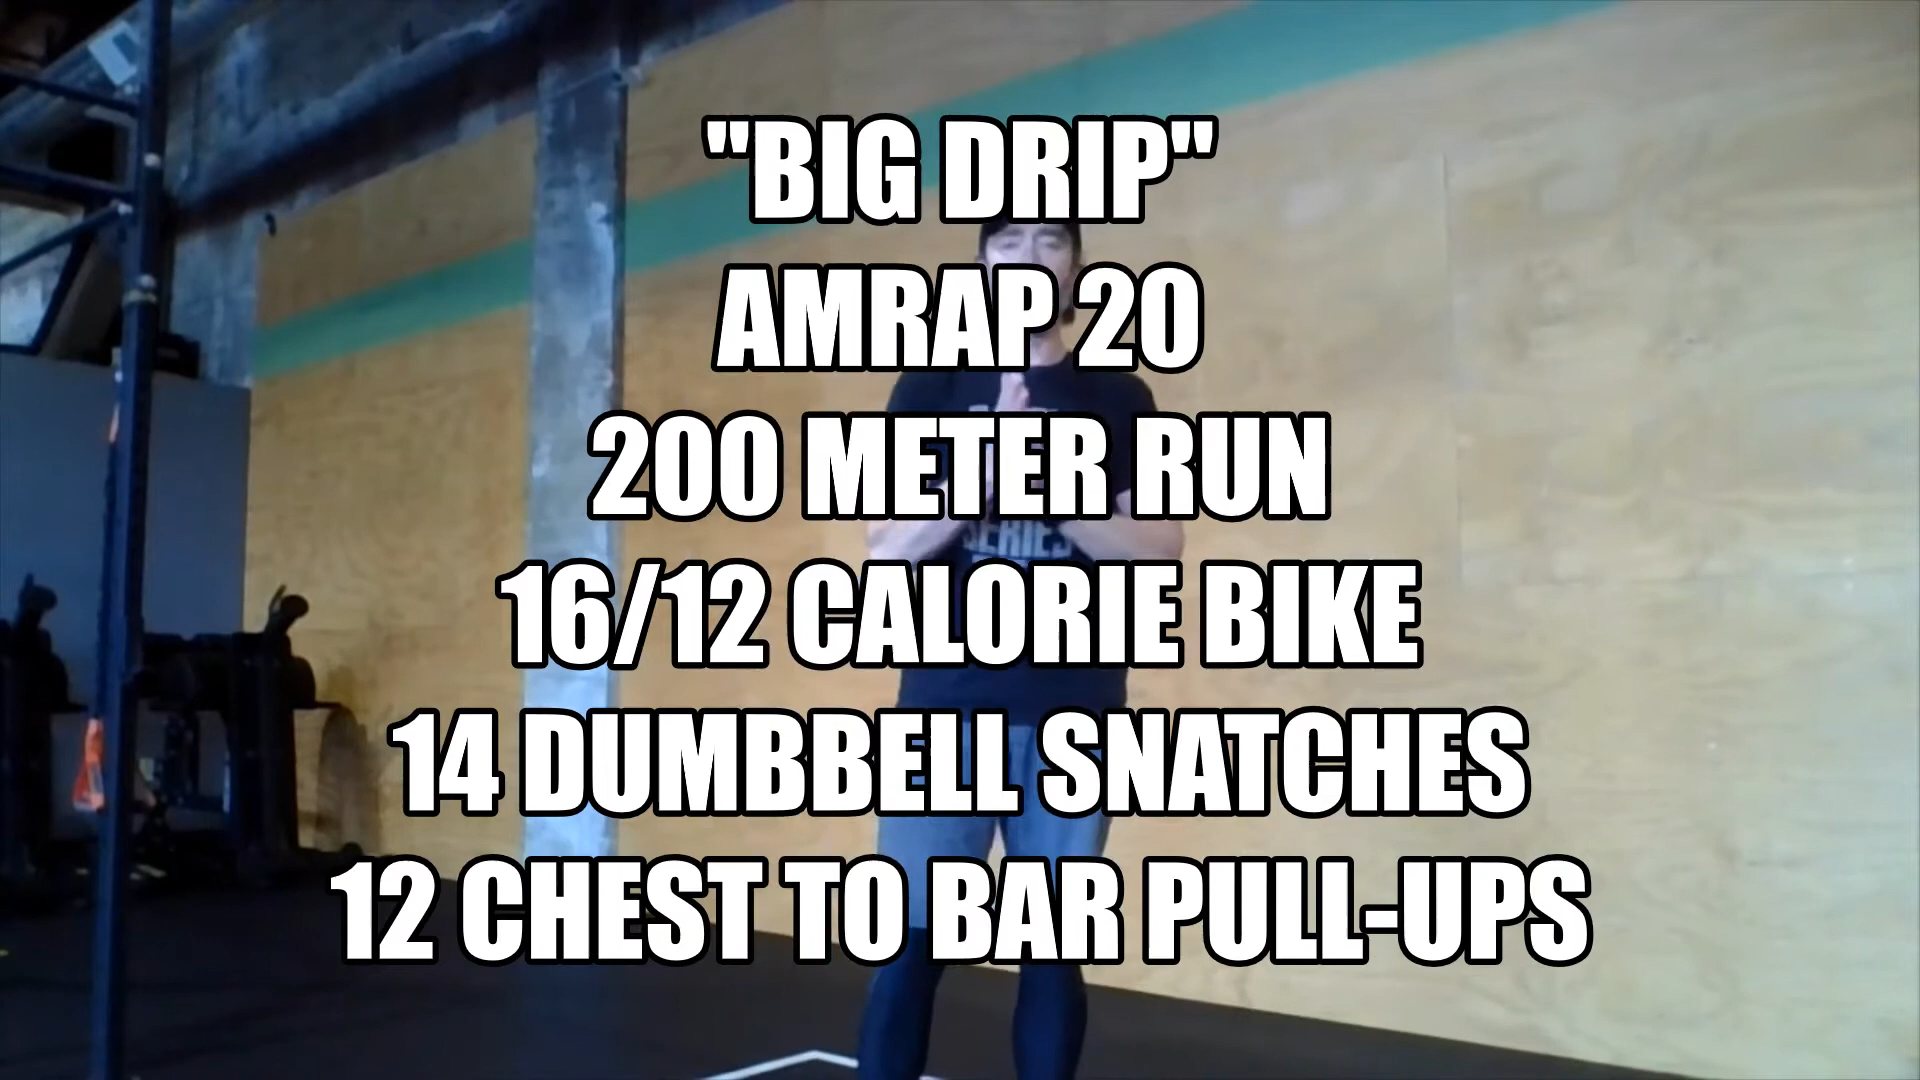 "BIG DRIP"
AMRAP 20
200 METER RUN
16/12 CALORIE BIKE
14 DUMBBELL SNATCHES
12 CHEST TO BAR PULL-UPS
SERIES